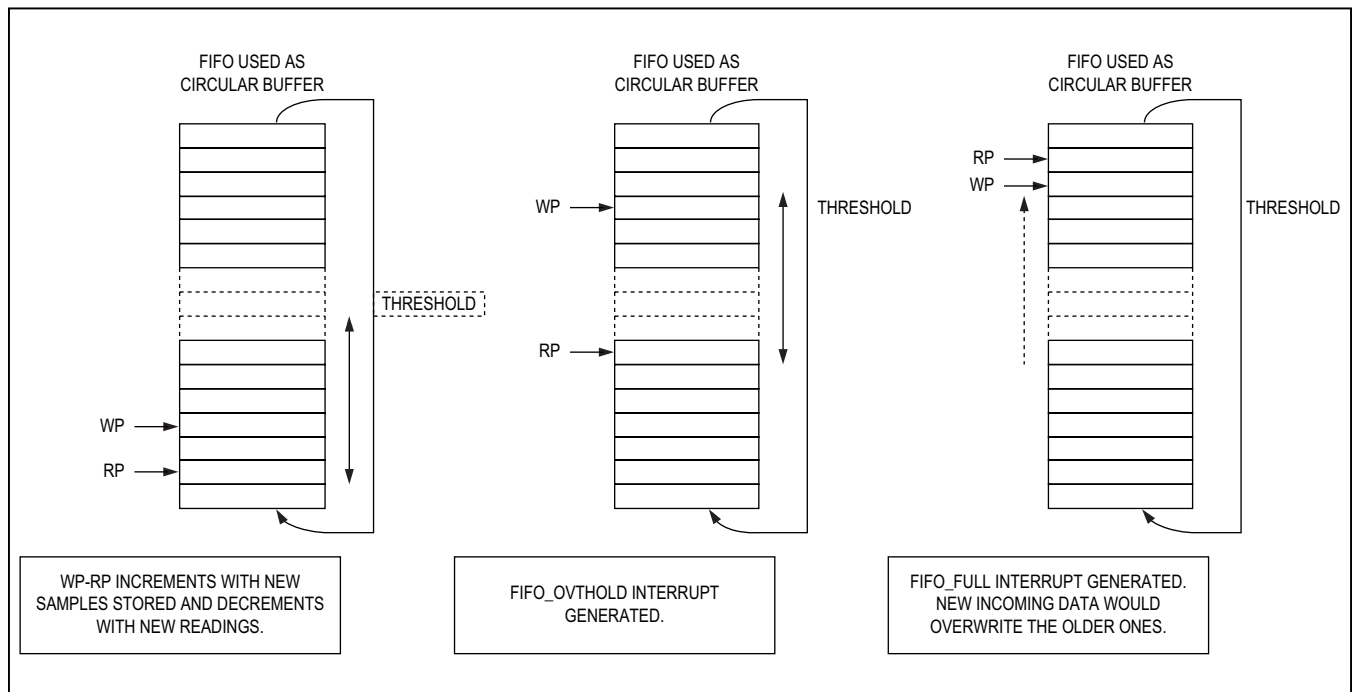 FIFO USED AS
CIRCULAR BUFFER
THRESHOLD
WP
RP
WP-RP INCREMENTS WITH NEW
SAMPLES STORED AND DECREMENTS
WITH NEW READINGS.
FIFO USED AS
CIRCULAR BUFFER
WP
THRESHOLD
RP
FIFO_OVTHOLD INTERRUPT
GENERATED.
FIFO USED AS
CIRCULAR BUFFER
RP
WP
THRESHOLD
FIFO_FULL INTERRUPT GENERATED.
NEW INCOMING DATA WOULD
OVERWRITE THE OLDER ONES.